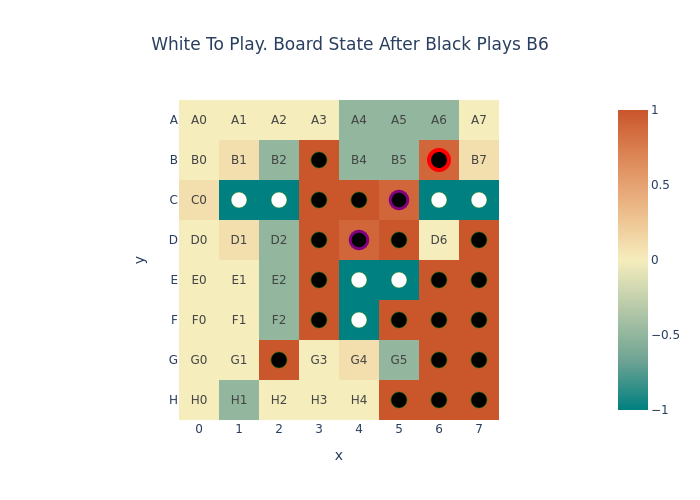 White To Play. Board State After Black Plays B6
A A0 A1 A2 A3 A4 A5 A6 A7 1
B B0 B1 B2 B4 B5 B7
C C0 0.5
D D0 D1 D2 D6
y 0
E E0 E1 E2
F F0 F1 F2 −0.5
G G0 G1 G3 G4 G5
H H0 H1 H2 H3 H4 −1
0 1 2 3 4 5 6 7
x